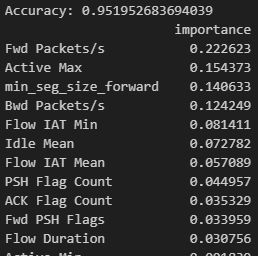 Accuracy: 0.951952683694039
importance
Fwd Packets/s 0.222623
Active Max 0.154373
min_seg_size_forward 0.140633
Bwd Packets/s 0.124249
Flow IAT Min 0.081411
Idle Mean 0.072782
Flow IAT Mean 0.057089
PSH Flag Count 0.044957
ACK Flag Count 0.035329
Fwd PSH Flags 0.033959
Flow Duration 0.030756